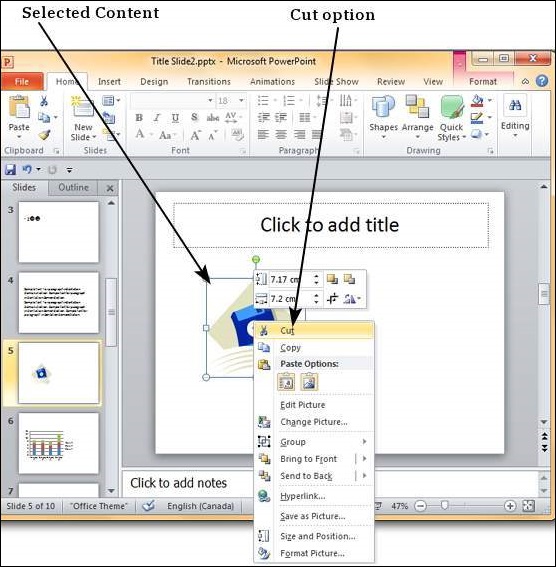 Selected Content
Cut option
Title Slide2.pptx - Microsoft PowerPoint
File Home Insert Design Transitions Animations Slide Show Review View Format
18
Paste New Slide Shapes Arrange Quick Styles Editing
Clipboard Slides Font Paragraph Drawing
Slides Outline
3
4
5
6
7
Click to add title
7.17 cm
7.2 cm
Cut
Copy
Paste Options:
Edit Picture
Change Picture...
Group
Bring to Front
Send to Back
Hyperlink...
Save as Picture...
Size and Position...
Format Picture...
Click to add notes
Slide 5 of 10 "Office Theme" English (Canada) 47%